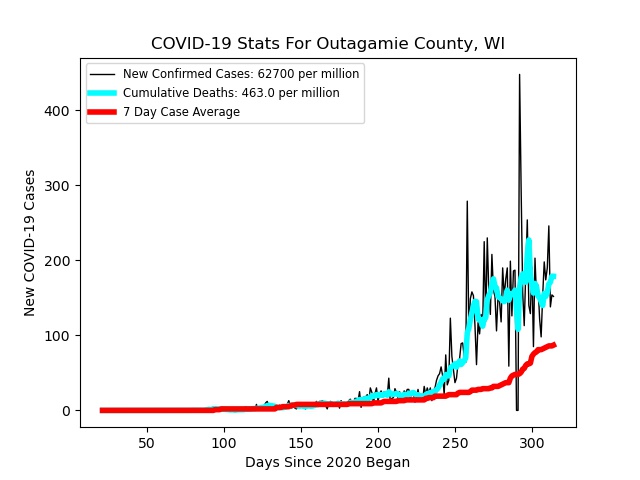 COVID-19 Stats For Outagamie County, WI
New Confirmed Cases: 62700 per million
Cumulative Deaths: 463.0 per million
7 Day Case Average
New COVID-19 Cases
400
300
200
100
0
50 100 150 200 250 300
Days Since 2020 Began